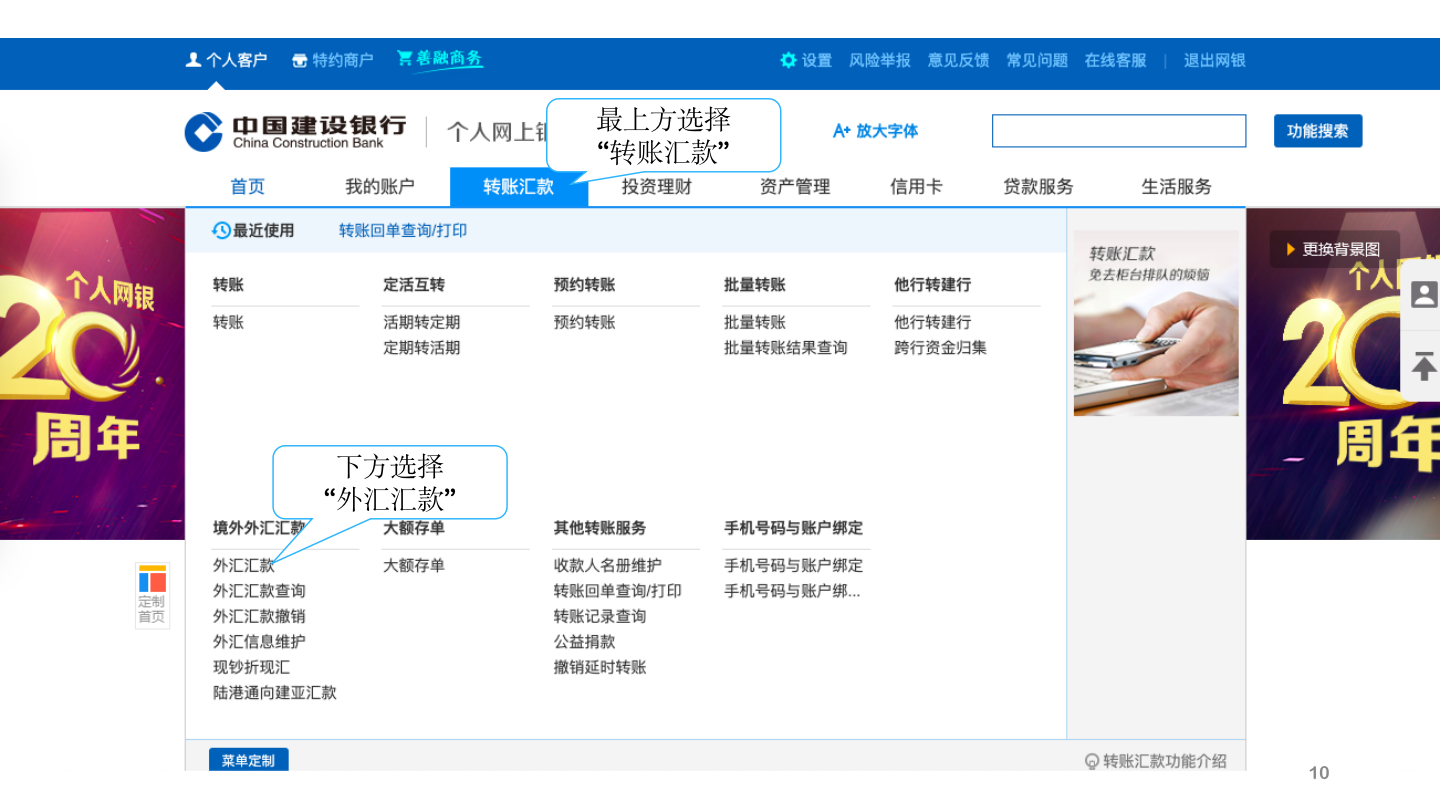 个人客户 特约商户 善融商务 设置 风险举报 意见反馈 常见问题 在线客服 | 退出网银
中国建设银行
China Construction Bank
个人网上
最上方选择
“转账汇款”
A+ 放大字体
功能搜索
首页 我的账户 转账汇款 投资理财 资产管理 信用卡 贷款服务 生活服务
最近使用 转账回单查询/打印
转账 定活互转 预约转账 批量转账 他行转建行
转账 活期转定期 预约转账 批量转账 他行转建行
定期转活期 批量转账结果查询 跨行资金归集
转账汇款
免去柜台排队的烦恼
更换背景图
个人网银
20
周年
个人
20
周年
下方选择
“外汇汇款”
境外外汇汇款 大额存单 其他转账服务 手机号码与账户绑定
外汇汇款 大额存单 收款人名册维护 手机号码与账户绑定
外汇汇款查询 转账回单查询/打印 手机号码与账户绑...
外汇汇款撤销 转账记录查询
外汇信息维护 公益捐款
现钞折现汇 撤销延时转账
陆港通向建亚汇款
定制
首页
菜单定制
转账汇款功能介绍
10